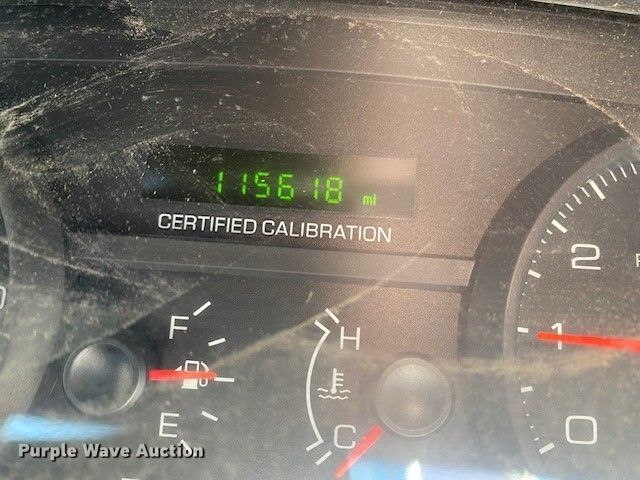 115618 mi
CERTIFIED CALIBRATION
2
F
H
1
E
C
0
Purple Wave Auction